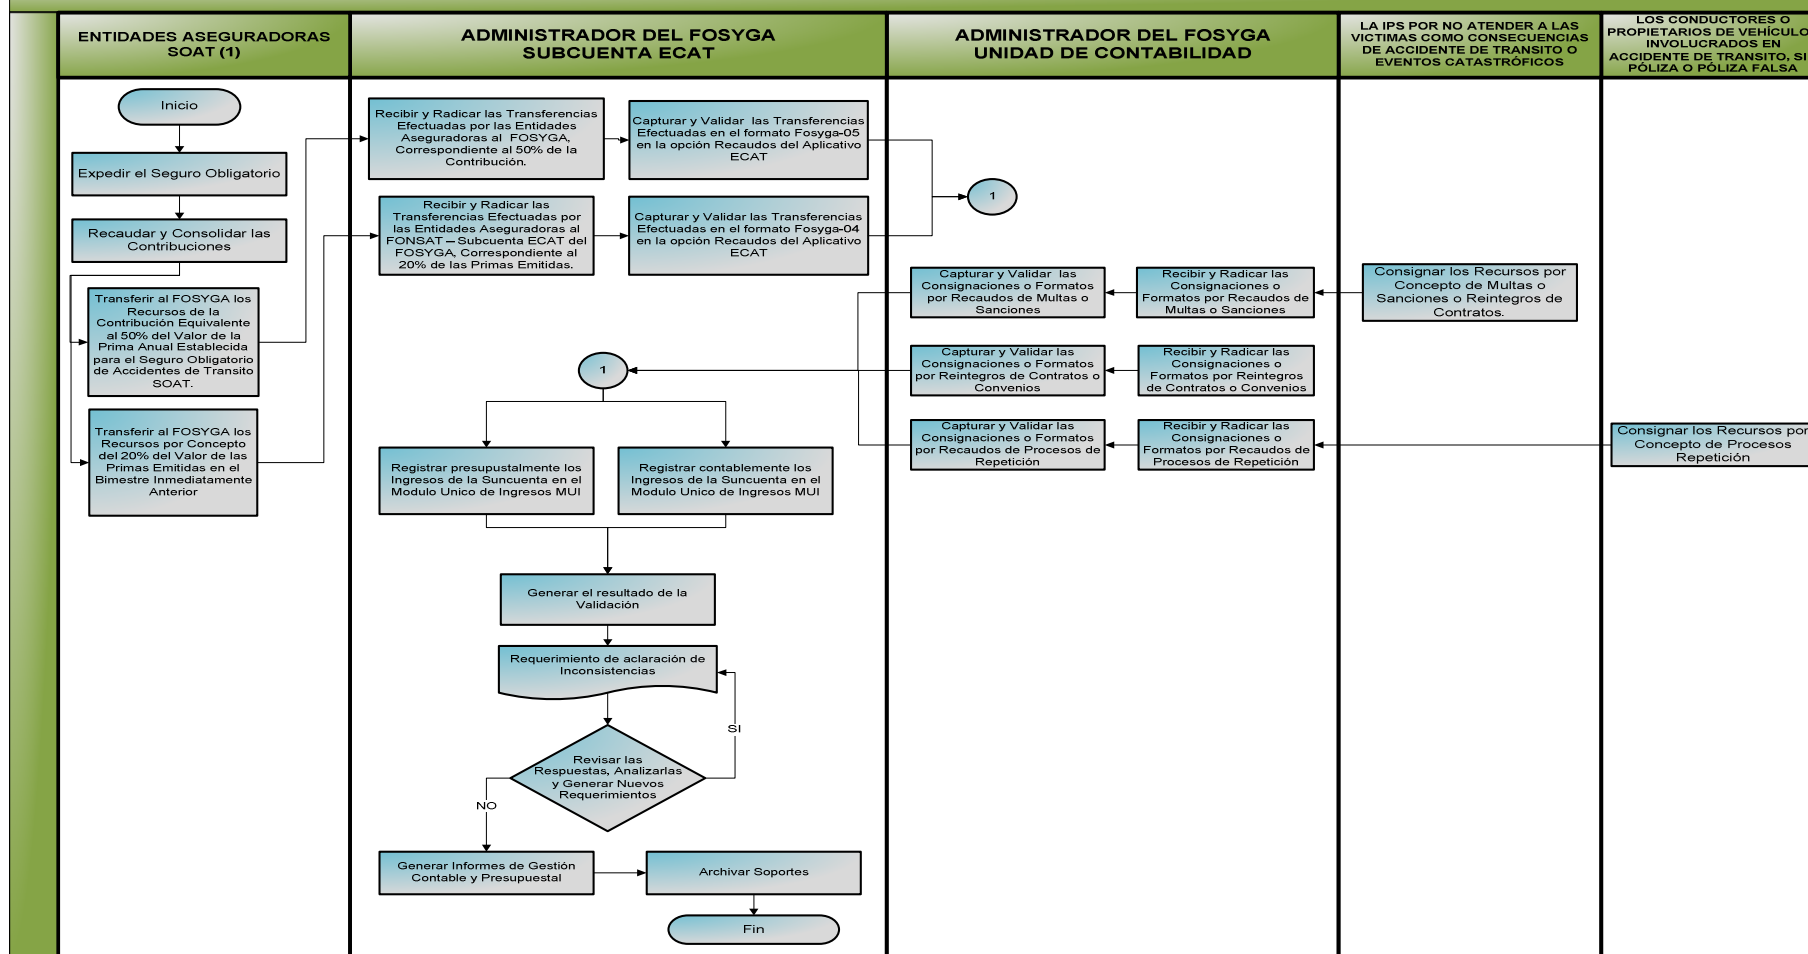 ENTIDADES ASEGURADORAS
SOAT (1)
ADMINISTRADOR DEL FOSYGA
SUBCUENTA ECAT
ADMINISTRADOR DEL FOSYGA
UNIDAD DE CONTABILIDAD
LA IPS POR NO ATENDER A LAS
VICTIMAS COMO CONSECUENCIAS
DE ACCIDENTE DE TRANSITO O
EVENTOS CATASTRÓFICOS
LOS CONDUCTORES O
PROPIETARIOS DE VEHÍCULO
INVOLUCRADOS EN
ACCIDENTE DE TRANSITO, SI
PÓLIZA O PÓLIZA FALSA
Inicio
Expedir el Seguro Obligatorio
Recaudar y Consolidar las
Contribuciones
Transferir al FOSYGA los
Recursos de la
Contribución Equivalente
al 50% del Valor de la
Prima Anual Establecida
para el Seguro Obligatorio
de Accidentes de Transito
SOAT.
Transferir al FOSYGA los
Recursos por Concepto
del 20% del Valor de las
Primas Emitidas en el
Bimestre Inmediatamente
Anterior
Recibir y Radicar las Transferencias
Efectuadas por las Entidades
Aseguradoras al FOSYGA,
Correspondiente al 50% de la
Contribución.
Capturar y Validar las Transferencias
Efectuadas en el formato Fosyga-05
en la opción Recaudos del Aplicativo
ECAT
Recibir y Radicar las
Transferencias Efectuadas por
las Entidades Aseguradoras al
FONSAT – Subcuenta ECAT del
FOSYGA, Correspondiente al
20% de las Primas Emitidas.
Capturar y Validar las Transferencias
Efectuadas en el formato Fosyga-04
en la opción Recaudos del Aplicativo
ECAT
1
Capturar y Validar las
Consignaciones o Formatos
por Recaudos de Multas o
Sanciones
Recibir y Radicar las
Consignaciones o
Formatos por Recaudos de
Multas o Sanciones
Consignar los Recursos por
Concepto de Multas o
Sanciones o Reintegros de
Contratos.
1
Capturar y Validar las
Consignaciones o Formatos
por Reintegros de Contratos o
Convenios
Recibir y Radicar las
Consignaciones o
Formatos por Reintegros
de Contratos o Convenios
Capturar y Validar las
Consignaciones o Formatos
por Recaudos de Procesos de
Repetición
Recibir y Radicar las
Consignaciones o
Formatos por Recaudos de
Procesos de Repetición
Consignar los Recursos por
Concepto de Procesos
Repetición
Registrar presupustalmente los
Ingresos de la Suncuenta en el
Modulo Unico de Ingresos MUI
Registrar contablemente los
Ingresos de la Suncuenta en el
Modulo Unico de Ingresos MUI
Generar el resultado de la
Validación
Requerimiento de aclaración de
Inconsistencias
SI
Revisar las
Respuestas, Analizarlas
y Generar Nuevos
Requerimientos
NO
Generar Informes de Gestión
Contable y Presupuestal
Archivar Soportes
Fin